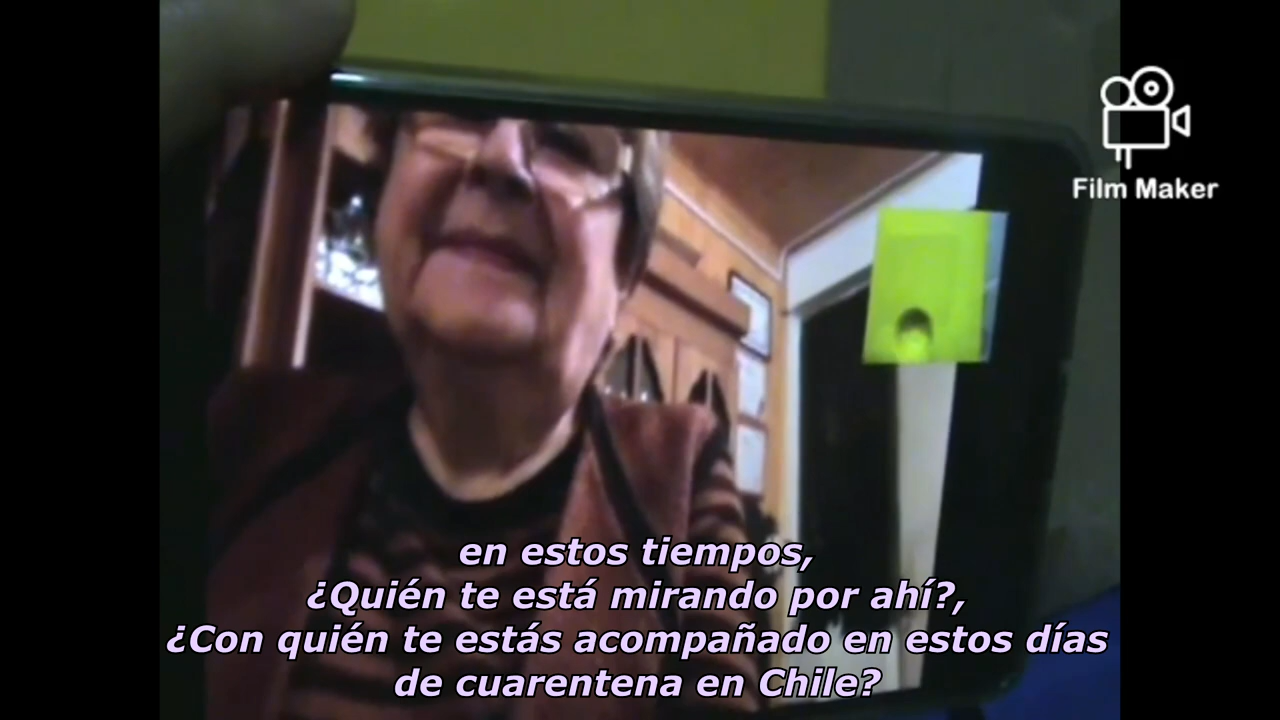 Film Maker
en estos tiempos,
¿Quién te está mirando por ahí?,
¿Con quién te estás acompañado en estos días
de cuarentena en Chile?